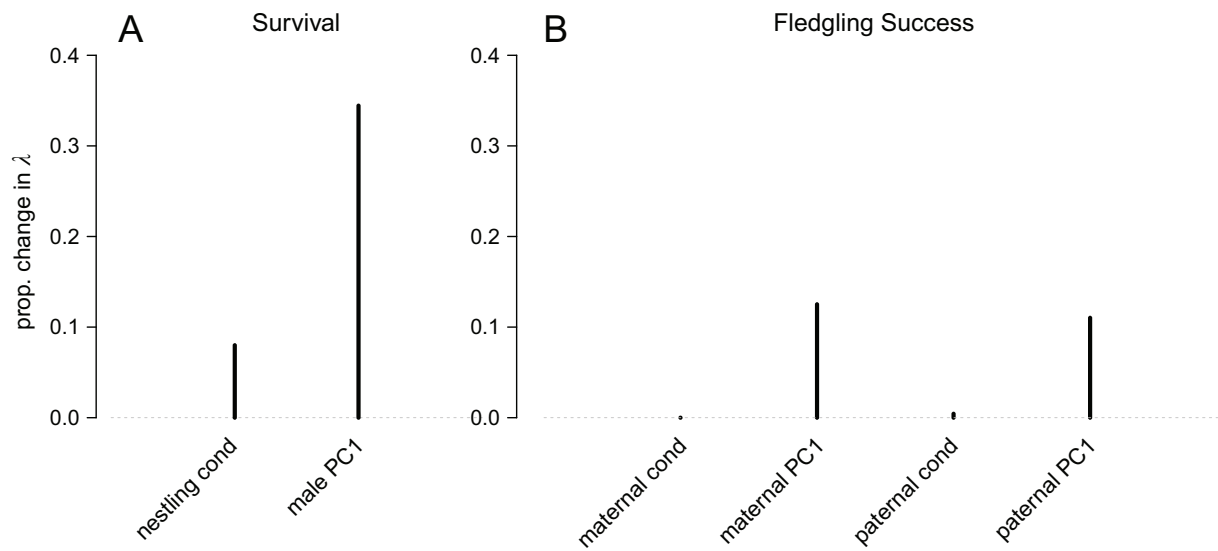 A
Survival
B
Fledgling Success
prop. change in λ
0.4
0.3
0.2
0.1
0.0
nestling cond
male PC1
0.4
0.3
0.2
0.1
0.0
maternal cond
maternal PC1
paternal cond
paternal PC1